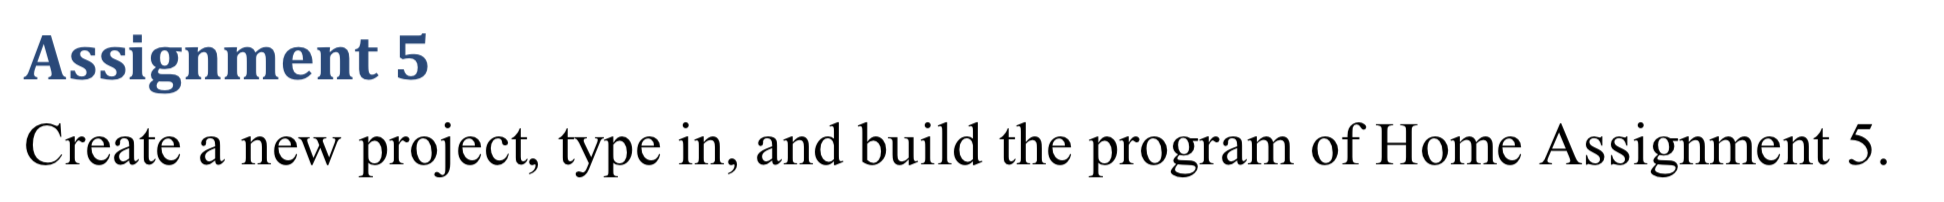 Assignment 5
Create a new project, type in, and build the program of Home Assignment 5.